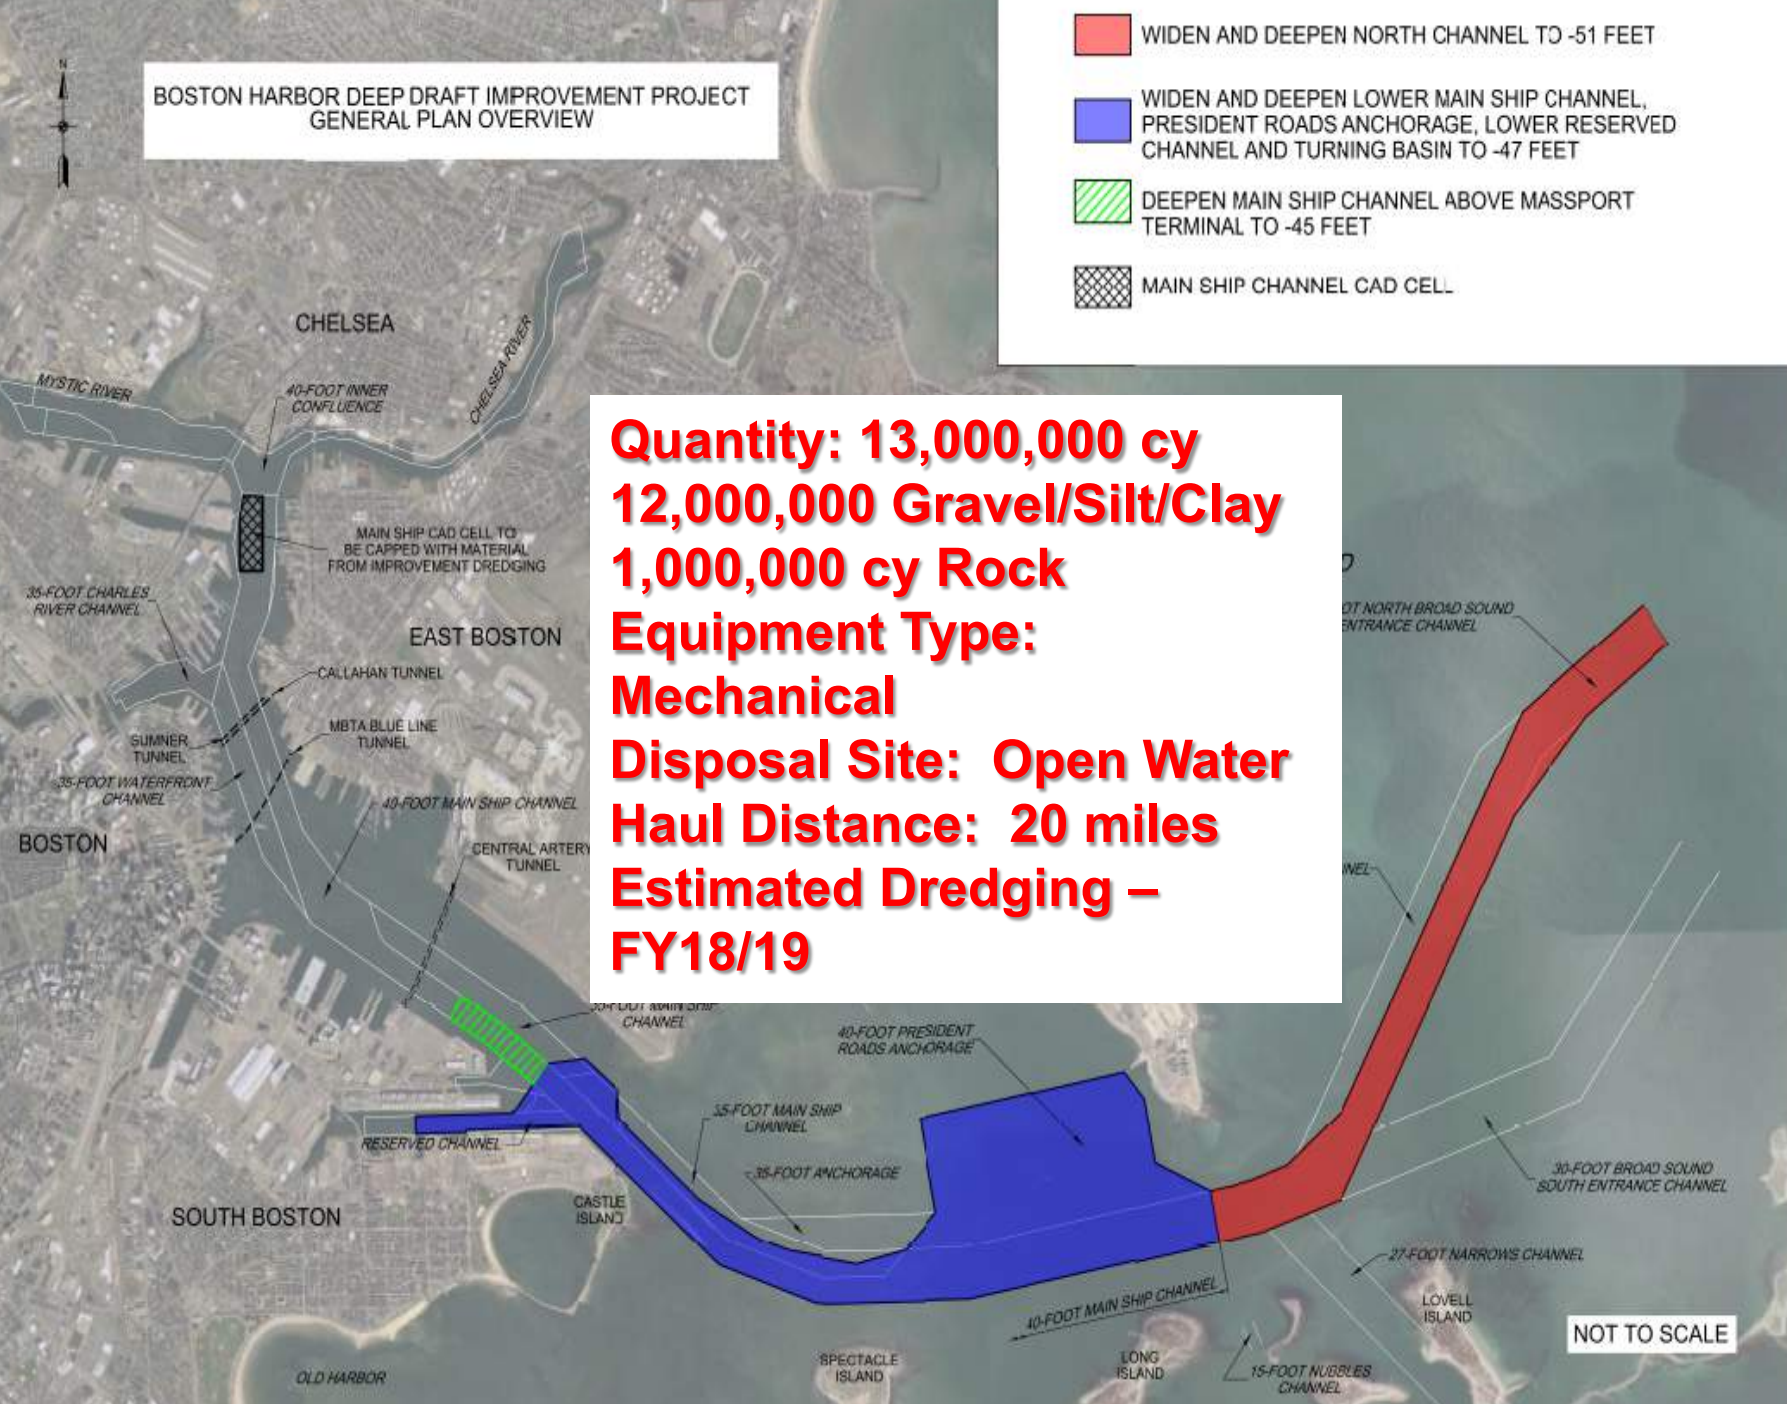 N
BOSTON HARBOR DEEP DRAFT IMPROVEMENT PROJECT
GENERAL PLAN OVERVIEW
WIDEN AND DEEPEN NORTH CHANNEL TO -51 FEET
WIDEN AND DEEPEN LOWER MAIN SHIP CHANNEL,
PRESIDENT ROADS ANCHORAGE, LOWER RESERVED
CHANNEL AND TURNING BASIN TO -47 FEET
DEEPEN MAIN SHIP CHANNEL ABOVE MASSPORT
TERMINAL TO -45 FEET
MAIN SHIP CHANNEL CAD CELL
CHELSEA
CHELSEA RIVER
MYSTIC RIVER
40-FOOT INNER
CONFLUENCE
Quantity: 13,000,000 cy
12,000,000 Gravel/Silt/Clay
1,000,000 cy Rock
Equipment Type:
Mechanical
Disposal Site: Open Water
Haul Distance: 20 miles
Estimated Dredging –
FY18/19
MAIN SHIP CAD CELL TO
BE CAPPED WITH MATERIAL
FROM IMPROVEMENT DREDGING
35-FOOT CHARLES
RIVER CHANNEL
EAST BOSTON
CALLAHAN TUNNEL
MBTA BLUE LINE
TUNNEL
SUMNER
TUNNEL
35-FOOT WATERFRONT
CHANNEL
40-FOOT MAIN SHIP CHANNEL
BOSTON
CENTRAL ARTERY
TUNNEL
NORTH BROAD SOUND
ENTRANCE CHANNEL
35-FOOT MAIN SHIP
CHANNEL
40-FOOT PRESIDENT
ROADS ANCHORAGE
35-FOOT MAIN SHIP
CHANNEL
RESERVED CHANNEL
35-FOOT ANCHORAGE
30-FOOT BROAD SOUND
SOUTH ENTRANCE CHANNEL
CASTLE
ISLAND
SOUTH BOSTON
27-FOOT NARROWS CHANNEL
40-FOOT MAIN SHIP CHANNEL
LOVELL
ISLAND
NOT TO SCALE
SPECTACLE
ISLAND
LONG
ISLAND
15-FOOT NUBBLES
CHANNEL
OLD HARBOR